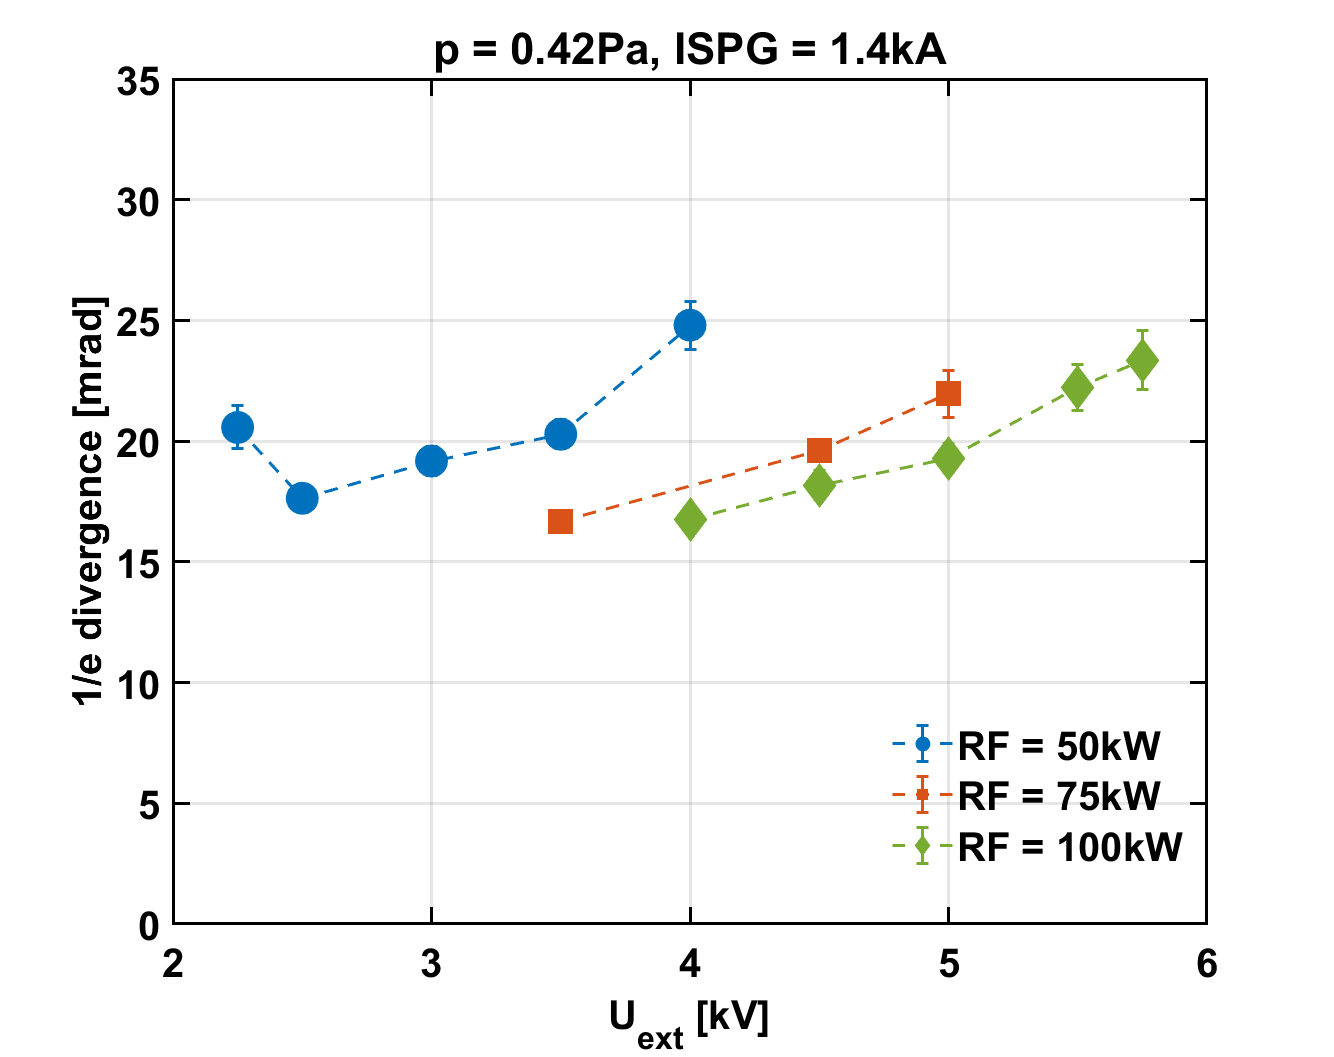 p = 0.42Pa, ISPG = 1.4kA
35
30
25
20
15
10
5
0
1/e divergence [mrad]
RF = 50kW
RF = 75kW
RF = 100kW
2 3 4 5 6
U_ext [kV]